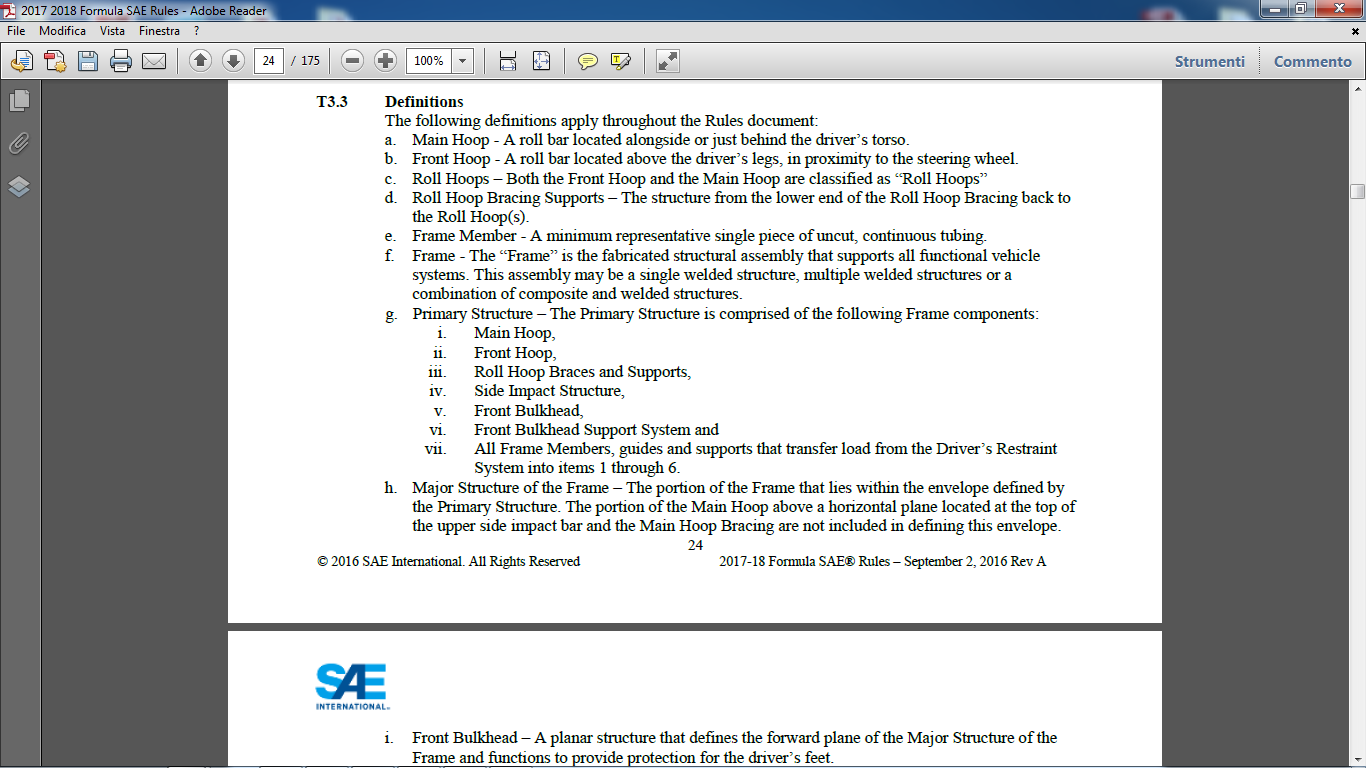 2017 2018 Formula SAE Rules - Adobe Reader
File Modifica Vista Finestra ?
24 / 175 100% Strumenti Commento
T3.3 Definitions
The following definitions apply throughout the Rules document:
a. Main Hoop - A roll bar located alongside or just behind the driver’s torso.
b. Front Hoop - A roll bar located above the driver’s legs, in proximity to the steering wheel.
c. Roll Hoops – Both the Front Hoop and the Main Hoop are classified as “Roll Hoops”
d. Roll Hoop Bracing Supports – The structure from the lower end of the Roll Hoop Bracing back to
the Roll Hoop(s).
e. Frame Member - A minimum representative single piece of uncut, continuous tubing.
f. Frame - The “Frame” is the fabricated structural assembly that supports all functional vehicle
systems. This assembly may be a single welded structure, multiple welded structures or a
combination of composite and welded structures.
g. Primary Structure – The Primary Structure is comprised of the following Frame components:
i. Main Hoop,
ii. Front Hoop,
iii. Roll Hoop Braces and Supports,
iv. Side Impact Structure,
v. Front Bulkhead,
vi. Front Bulkhead Support System and
vii. All Frame Members, guides and supports that transfer load from the Driver’s Restraint
System into items 1 through 6.
h. Major Structure of the Frame – The portion of the Frame that lies within the envelope defined by
the Primary Structure. The portion of the Main Hoop above a horizontal plane located at the top of
the upper side impact bar and the Main Hoop Bracing are not included in defining this envelope.
24
© 2016 SAE International. All Rights Reserved 2017-18 Formula SAE® Rules – September 2, 2016 Rev A
SAE
INTERNATIONAL
i. Front Bulkhead – A planar structure that defines the forward plane of the Major Structure of the
Frame and functions to provide protection for the driver’s feet.